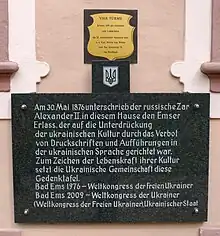 VIER TÜRME
Am 30. Mai 1876 unterschrieb der russische Zar
Alexander II. in diesem Hause den Emser
Erlass, der auf die Unterdrückung
der ukrainischen Kultur durch das Verbot
von Druckschriften und Aufführungen in
der ukrainischen Sprache gerichtet war.
Zum Zeichen der Lebenskraft ihrer Kultur
setzt die Ukrainische Gemeinschaft diese
Gedenktafel.
Bad Ems 1976 – Weltkongress der Freien Ukrainer
Bad Ems 2009 – Weltkongress der Ukrainer
(Weltkongress der Freien Ukrainer), Ukrainischer Staat